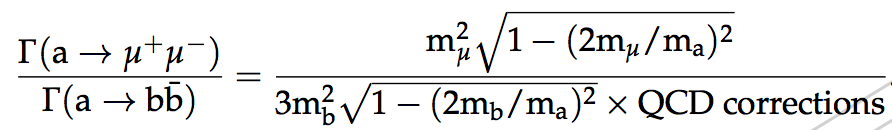 Γ(a → μ⁺μ⁻) / Γ(a → bb̄) = m_μ² √(1 − (2m_μ/m_a)²) / 3m_b² √(1 − (2m_b/m_a)²) × QCD corrections